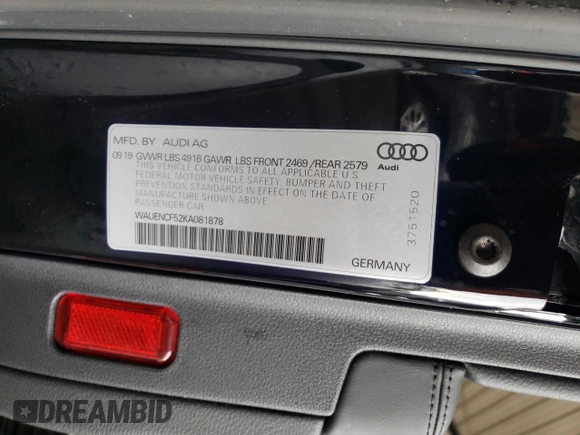 MFD. BY AUDI AG
09 19 GVWR LBS 4916 GAWR LBS FRONT 2469 /REAR 2579
THIS VEHICLE CONFORMS TO ALL APPLICABLE U.S.
FEDERAL MOTOR VEHICLE SAFETY, BUMPER AND THEFT
PREVENTION STANDARDS IN EFFECT ON THE DATE OF
MANUFACTURE SHOWN ABOVE.
PASSENGER CAR.
WAUENCF52KA081878
Audi
3751520
GERMANY
DREAMBID